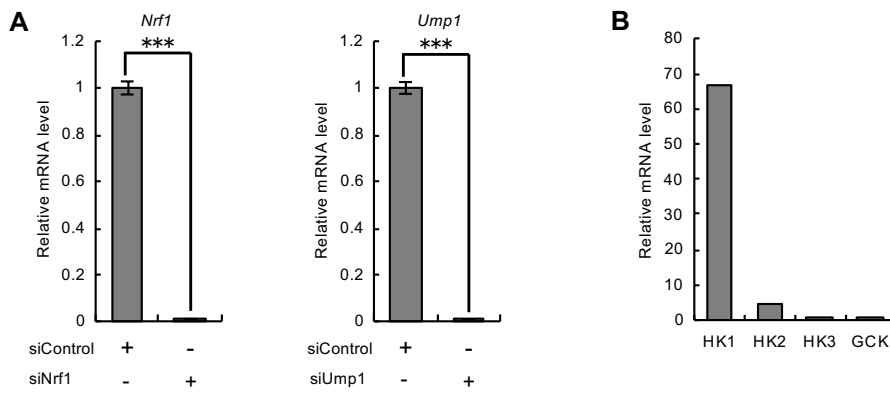 A
Nrf1
Relative mRNA level
1.2
1
0.8
0.6
0.4
0.2
0
***
siControl + -
siNrf1 - +
Ump1
Relative mRNA level
1.2
1
0.8
0.6
0.4
0.2
0
***
siControl + -
siUmp1 - +
B
Relative mRNA level
80
70
60
50
40
30
20
10
0
HK1 HK2 HK3 GCK